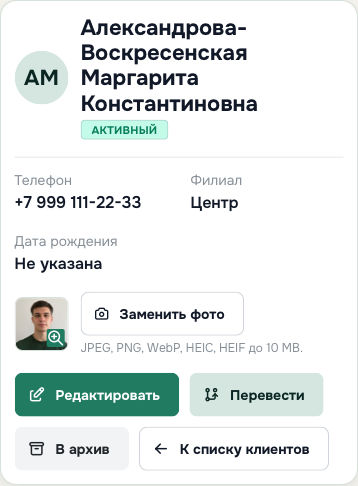 Александрова-
Воскресенская
Маргарита
Константиновна
АМ
АКТИВНЫЙ
Телефон
Филиал
+7 999 111-22-33
Центр
Дата рождения
Не указана
Заменить фото
JPEG, PNG, WebP, HEIC, HEIF до 10 MB.
Редактировать
Перевести
В архив
К списку клиентов